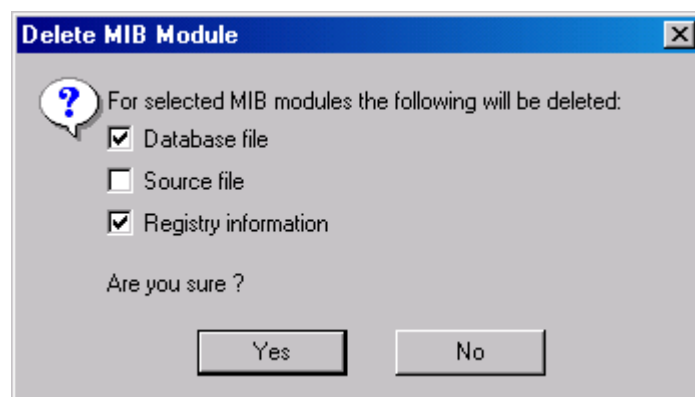 Delete MIB Module
For selected MIB modules the following will be deleted:
Database file
Source file
Registry information
Are you sure ?
Yes
No